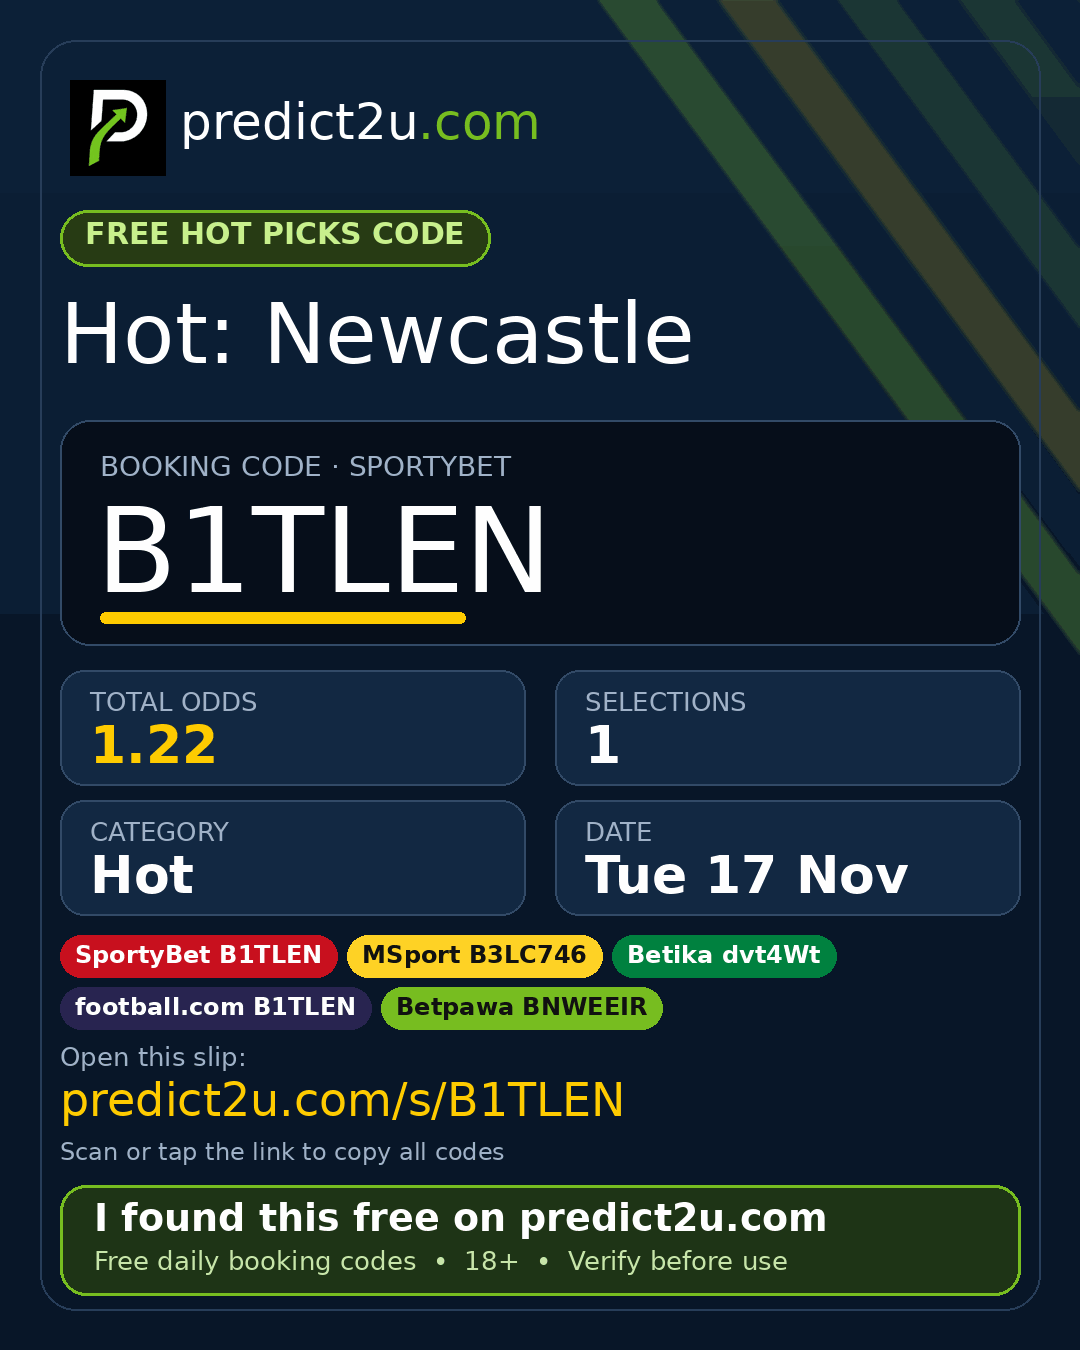 predict2u.com
FREE HOT PICKS CODE
Hot: Newcastle
BOOKING CODE · SPORTYBET
B1TLEN
TOTAL ODDS
1.22
SELECTIONS
1
CATEGORY
Hot
DATE
Tue 17 Nov
SportyBet B1TLEN
MSport B3LC746
Betika dvt4Wt
football.com B1TLEN
Betpawa BNWEEIR
Open this slip:
predict2u.com/s/B1TLEN
Scan or tap the link to copy all codes
I found this free on predict2u.com
Free daily booking codes • 18+ • Verify before use